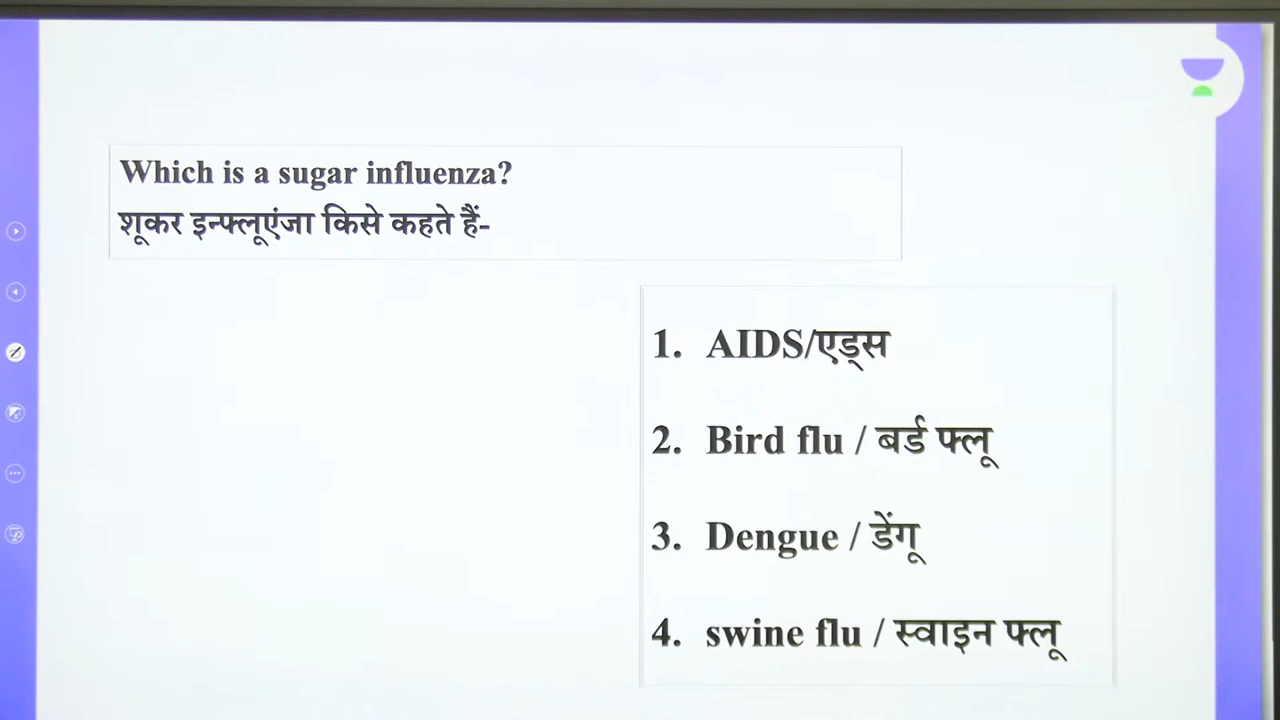 Which is a sugar influenza?
शूकर इन्फ्लूएंजा किसे कहते हैं-
1. AIDS/एड्स
2. Bird flu / बर्ड फ्लू
3. Dengue / डेंगू
4. swine flu / स्वाइन फ्लू